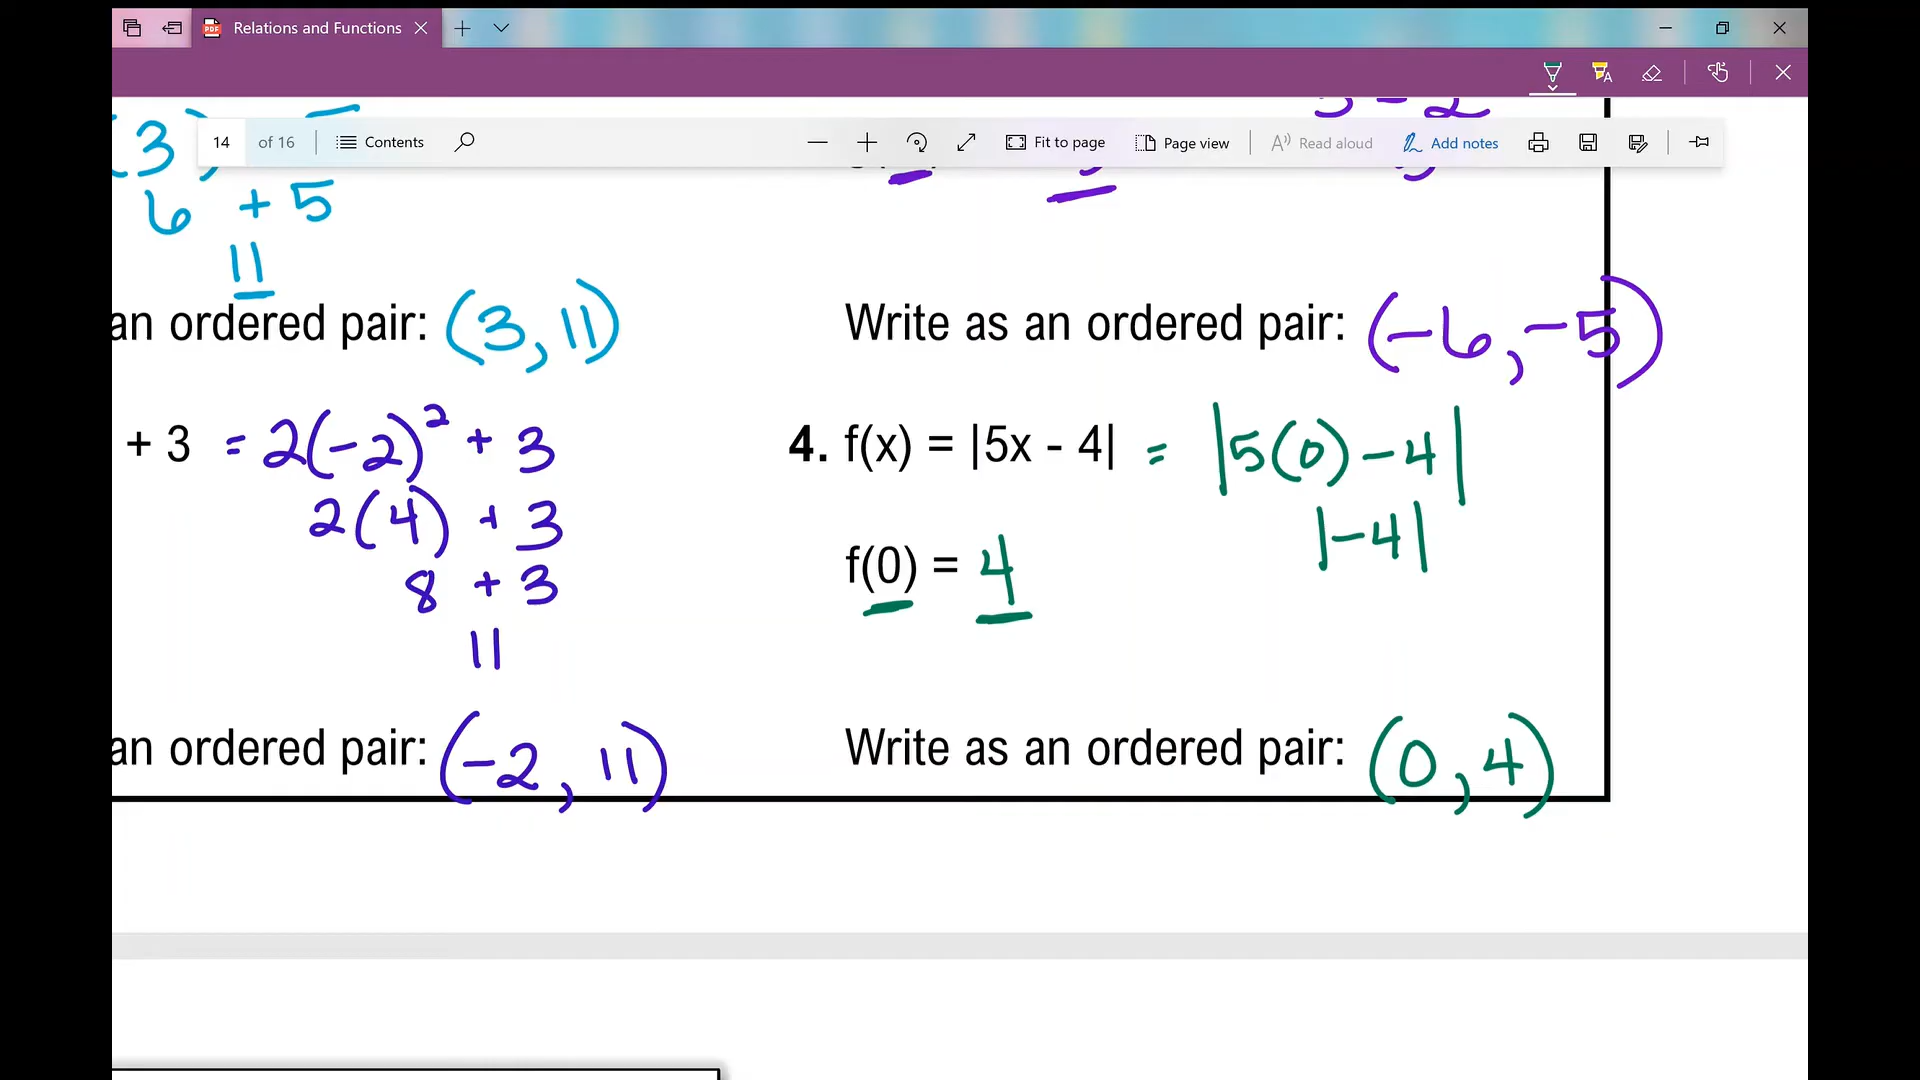 Relations and Functions
14 of 16 Contents Fit to page Page view Read aloud Add notes
(3)
6 + 5
11
an ordered pair: (3, 11)
Write as an ordered pair: (-6, -5)
+ 3 = 2(-2)² + 3
2(4) + 3
8 + 3
11
4. f(x) = |5x - 4| = |5(0) - 4|
|-4|
f(0) = 4
an ordered pair: (-2, 11)
Write as an ordered pair: (0, 4)